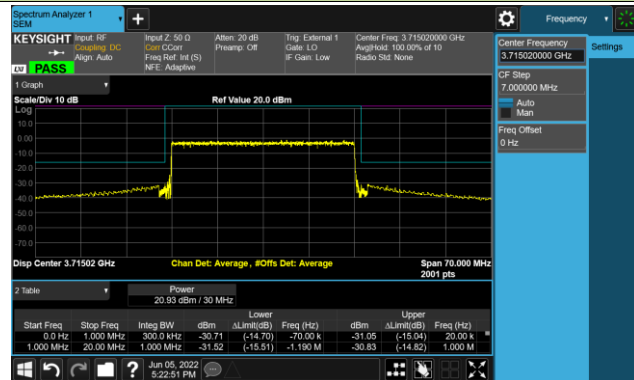 Spectrum Analyzer 1
SEM
Frequency
KEYSIGHT
Input: RF
Coupling: DC
Align: Auto
Input Z: 50 Ω
Corr CCorr
Freq Ref: Int (S)
NFE: Adaptive
Atten: 20 dB
Preamp: Off
Trig: External 1
Gate: LO
IF Gain: Low
Center Freq: 3.715020000 GHz
Avg|Hold: 100.00% of 10
Radio Std: None
LXI PASS
Center Frequency
3.715020000 GHz
Settings
CF Step
7.000000 MHz
Auto
Man
Freq Offset
0 Hz
1 Graph
Scale/Div 10 dB
Ref Value 20.0 dBm
Log
10.0
0.00
-10.0
-20.0
-30.0
-40.0
-50.0
-60.0
-70.0
Disp Center 3.71502 GHz
Chan Det: Average, #Offs Det: Average
Span 70.000 MHz
2001 pts
2 Table
Power
20.93 dBm / 30 MHz
Lower Upper
Start Freq Stop Freq Integ BW dBm ΔLimit(dB) Freq (Hz) dBm ΔLimit(dB) Freq (Hz)
0.0 Hz 1.000 MHz 300.0 kHz -30.71 (-14.70) -70.00 k -31.05 (-15.04) 20.00 k
1.000 MHz 20.00 MHz 1.000 MHz -31.52 (-15.51) -1.190 M -30.83 (-14.82) 1.000 M
Jun 05, 2022
5:22:51 PM